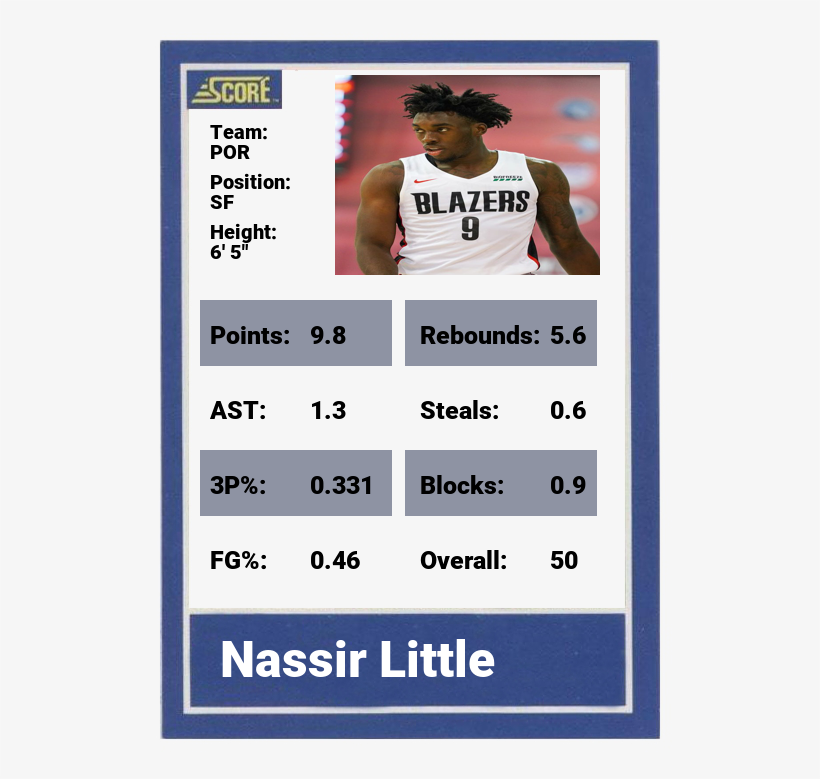 SCORE
Team:
POR
Position:
SF
Height:
6' 5"
BLAZERS
9
Points: 9.8 Rebounds: 5.6
AST: 1.3 Steals: 0.6
3P%: 0.331 Blocks: 0.9
FG%: 0.46 Overall: 50
Nassir Little